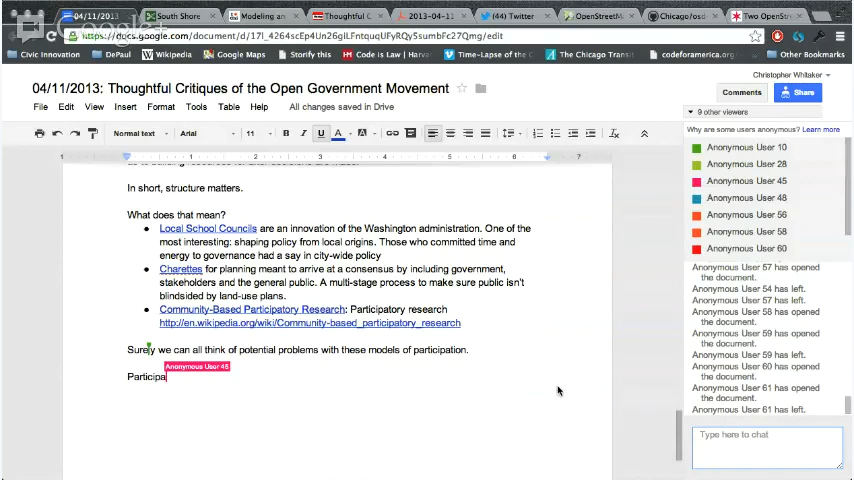 04/11/2013:
South Shore
Modeling an
Thoughtful C
2013-04-11
(44) Twitter
OpenStreetM
Chicago/osd
Two OpenStr
Google+
https://docs.google.com/document/d/17l_4264scEp4Un26giLFntquqUFyRQySsumbFc27Qmg/edit
Civic Innovation
DePaul
Wikipedia
Google Maps
Storify this
Code is Law | Harva
Time-Lapse of the C
The Chicago Transit
codeforamerica.org
Other Bookmarks
Christopher Whitaker
04/11/2013: Thoughtful Critiques of the Open Government Movement
Comments
Share
File Edit View Insert Format Tools Table Help All changes saved in Drive
9 other viewers
Normal text Arial 11 B I U A A
Why are some users anonymous? Learn more
1 1 2 3 4 5 6 7
Anonymous User 10
Anonymous User 28
Anonymous User 45
Anonymous User 48
Anonymous User 56
Anonymous User 58
Anonymous User 60
In short, structure matters.
What does that mean?
● Local School Councils are an innovation of the Washington administration. One of the
most interesting: shaping policy from local origins. Those who committed time and
energy to governance had a say in city-wide policy
● Charettes for planning meant to arrive at a consensus by including government,
stakeholders and the general public. A multi-stage process to make sure public isn't
blindsided by land-use plans.
● Community-Based Participatory Research: Participatory research
http://en.wikipedia.org/wiki/Community-based_participatory_research
Surely we can all think of potential problems with these models of participation.
Anonymous User 45
Participa
Anonymous User 57 has opened
the document.
Anonymous User 54 has left.
Anonymous User 57 has left.
Anonymous User 58 has opened
the document.
Anonymous User 59 has opened
the document.
Anonymous User 59 has left.
Anonymous User 60 has opened
the document.
Anonymous User 61 has opened
the document.
Anonymous User 61 has left.
Type here to chat